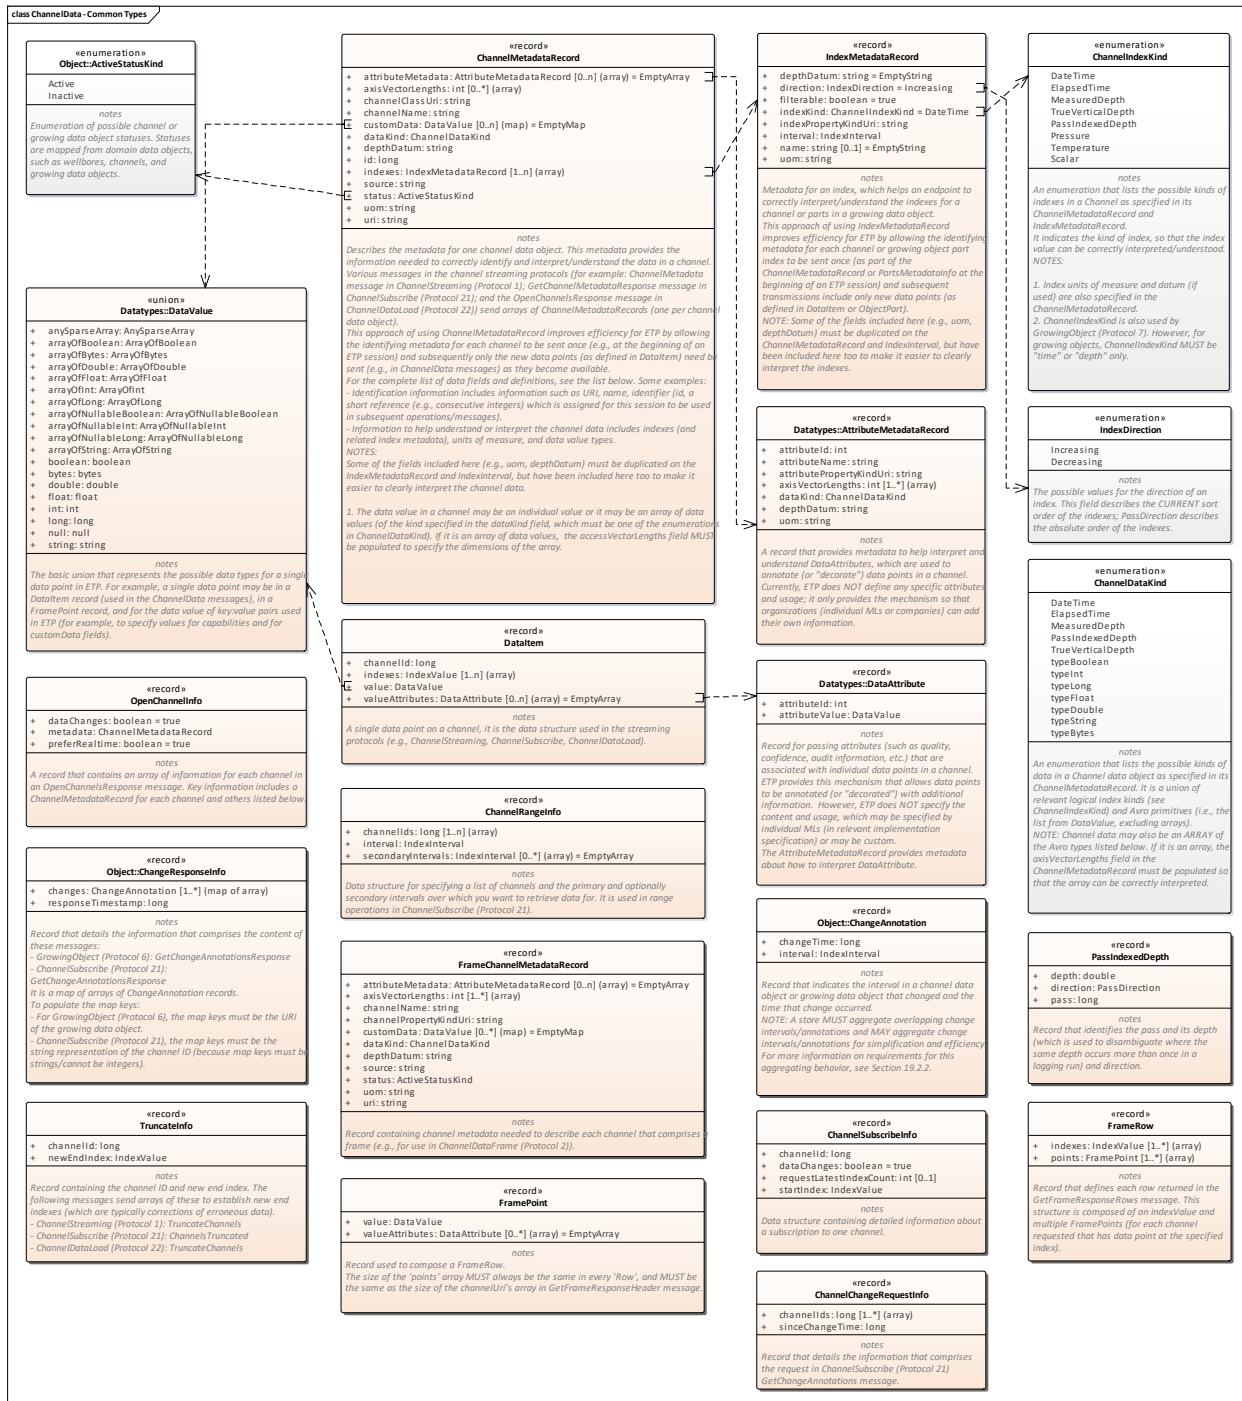 class ChannelData - Common Types
«enumeration»
Object::ActiveStatusKind
Active
Inactive
notes
Enumeration of possible channel or
growing data object statuses. Statuses
are mapped from domain data objects,
such as wellbores, channels, and
growing data objects.
«union»
Datatypes::DataValue
+ anySparseArray: AnySparseArray
+ arrayOfBoolean: ArrayOfBoolean
+ arrayOfBytes: ArrayOfBytes
+ arrayOfDouble: ArrayOfDouble
+ arrayOfFloat: ArrayOfFloat
+ arrayOfInt: ArrayOfInt
+ arrayOfLong: ArrayOfLong
+ arrayOfNullableBoolean: ArrayOfNullableBoolean
+ arrayOfNullableInt: ArrayOfNullableInt
+ arrayOfNullableLong: ArrayOfNullableLong
+ arrayOfString: ArrayOfString
+ boolean: boolean
+ bytes: bytes
+ double: double
+ float: float
+ int: int
+ long: long
+ null: null
+ string: string
notes
The basic union that represents the possible data types for a single
data point in ETP. For example, a single data point may be in a
DataItem record (used in the ChannelData messages), in a
FramePoint record, and for the data value of key:value pairs used
in ETP (for example, to specify values for capabilities and for
customData fields).
«record»
OpenChannelInfo
+ dataChanges: boolean = true
+ metadata: ChannelMetadataRecord
+ preferRealtime: boolean = true
notes
A record that contains an array of information for each channel in
an OpenChannelsResponse message. Key information includes a
ChannelMetadataRecord for each channel and others listed below.
«record»
Object::ChangeResponseInfo
+ changes: ChangeAnnotation [1..*] (map of array)
+ responseTimestamp: long
notes
Record that details the information that comprises the content of
these messages:
- GrowingObject (Protocol 6): GetChangeAnnotationsResponse
- ChannelSubscribe (Protocol 21):
GetChangeAnnotationsResponse
It is a map of arrays of ChangeAnnotation records.
To populate the map keys:
- For GrowingObject (Protocol 6), the map keys must be the URI
of the growing data object.
- ChannelSubscribe (Protocol 21), the map keys must be the
string representation of the channel ID (because map keys must be
strings/cannot be integers).
«record»
TruncateInfo
+ channelId: long
+ newEndIndex: IndexValue
notes
Record containing the channel ID and new end index. The
following messages send arrays of these to establish new end
indexes (which are typically corrections of erroneous data).
- ChannelStreaming (Protocol 1): TruncateChannels
- ChannelSubscribe (Protocol 21): ChannelsTruncated
- ChannelDataLoad (Protocol 22): TruncateChannels
«record»
ChannelMetadataRecord
+ attributeMetadata: AttributeMetadataRecord [0..n] (array) = EmptyArray
+ axisVectorLengths: int [0..*] (array)
+ channelClassUri: string
+ channelName: string
+ customData: DataValue [0..n] (map) = EmptyMap
+ dataKind: ChannelDataKind
+ depthDatum: string
+ id: long
+ indexes: IndexMetadataRecord [1..n] (array)
+ source: string
+ status: ActiveStatusKind
+ uom: string
+ uri: string
notes
Describes the metadata for one channel data object. This metadata provides the
information needed to correctly identify and interpret/understand the data in a channel.
Various messages in the channel streaming protocols (for example: ChannelMetadata
message in ChannelStreaming (Protocol 1); GetChannelMetadataResponse message in
ChannelSubscribe (Protocol 21); and the OpenChannelsResponse message in
ChannelDataLoad (Protocol 22)) send arrays of ChannelMetadataRecords (one per channel
data object).
This approach of using ChannelMetadataRecord improves efficiency for ETP by allowing
the identifying metadata for each channel to be sent once (e.g., at the beginning of an
ETP session) and subsequently only the new data points (as defined in DataItem) need be
sent (e.g., in ChannelData messages) as they become available.
For the complete list of data fields and definitions, see the list below. Some examples:
- Identification information includes information such as URI, name, identifier (id, a
short reference (e.g., consecutive integers) which is assigned for this session to be used
in subsequent operations/messages).
- Information to help understand or interpret the channel data includes indexes (and
related index metadata), units of measure, and data value types.
NOTES:
Some of the fields included here (e.g., uom, depthDatum) must be duplicated on the
IndexMetadataRecord and IndexInterval, but have been included here too to make it
easier to clearly interpret the channel data.
1. The data value in a channel may be an individual value or it may be an array of data
values (of the kind specified in the dataKind field, which must be one of the enumerations
in ChannelDataKind). If it is an array of data values,  the accessVectorLengths field MUST
be populated to specify the dimensions of the array.
«record»
DataItem
+ channelId: long
+ indexes: IndexValue [1..n] (array)
+ value: DataValue
+ valueAttributes: DataAttribute [0..n] (array) = EmptyArray
notes
A single data point on a channel, it is the data structure used in the streaming
protocols (e.g., ChannelStreaming, ChannelSubscribe, ChannelDataLoad).
«record»
ChannelRangeInfo
+ channelIds: long [1..n] (array)
+ interval: IndexInterval
+ secondaryIntervals: IndexInterval [0..*] (array) = EmptyArray
notes
Data structure for specifying a list of channels and the primary and optionally
secondary intervals over which you want to retrieve data for. It is used in range
operations in ChannelSubscribe (Protocol 21).
«record»
FrameChannelMetadataRecord
+ attributeMetadata: AttributeMetadataRecord [0..n] (array) = EmptyArray
+ axisVectorLengths: int [1..*] (array)
+ channelName: string
+ channelPropertyKindUri: string
+ customData: DataValue [0..*] (map) = EmptyMap
+ dataKind: ChannelDataKind
+ depthDatum: string
+ source: string
+ status: ActiveStatusKind
+ uom: string
+ uri: string
notes
Record containing channel metadata needed to describe each channel that comprises a
frame (e.g., for use in ChannelDataFrame (Protocol 2)).
«record»
FramePoint
+ value: DataValue
+ valueAttributes: DataAttribute [0..*] (array) = EmptyArray
notes
Record used to compose a FrameRow.
The size of the 'points' array MUST always be the same in every 'Row', and MUST be
the same as the size of the channelUri's array in GetFrameResponseHeader message.
«record»
IndexMetadataRecord
+ depthDatum: string = EmptyString
+ direction: IndexDirection = Increasing
+ filterable: boolean = true
+ indexKind: ChannelIndexKind = DateTime
+ indexPropertyKindUri: string
+ interval: IndexInterval
+ name: string [0..1] = EmptyString
+ uom: string
notes
Metadata for an index, which helps an endpoint to
correctly interpret/understand the indexes for a
channel or parts in a growing data object.
This approach of using IndexMetadataRecord
improves efficiency for ETP by allowing the identifying
metadata for each channel or growing object part
index to be sent once (as part of the
ChannelMetadataRecord or PartsMetadataInfo at the
beginning of an ETP session) and subsequent
transmissions include only new data points (as
defined in DataItem or ObjectPart).
NOTE: Some of the fields included here (e.g., uom,
depthDatum) must be duplicated on the
ChannelMetadataRecord and IndexInterval, but have
been included here too to make it easier to clearly
interpret the indexes.
«record»
Datatypes::AttributeMetadataRecord
+ attributeId: int
+ attributeName: string
+ attributePropertyKindUri: string
+ axisVectorLengths: int [1..*] (array)
+ dataKind: ChannelDataKind
+ depthDatum: string
+ uom: string
notes
A record that provides metadata to help interpret and
understand DataAttributes, which are used to
annotate (or "decorate") data points in a channel.
Currently, ETP does NOT define any specific attributes
and usage; it only provides the mechanism so that
organizations (individual MLs or companies) can add
their own information.
«record»
Datatypes::DataAttribute
+ attributeId: int
+ attributeValue: DataValue
notes
Record for passing attributes (such as quality,
confidence, audit information, etc.) that are
associated with individual data points in a channel.
ETP provides this mechanism that allows data points
to be annotated (or "decorated") with additional
information.  However, ETP does NOT specify the
content and usage, which may be specified by
individual MLs (in relevant implementation
specification) or may be custom.
The AttributeMetadataRecord provides metadata
about how to interpret DataAttribute.
«record»
Object::ChangeAnnotation
+ changeTime: long
+ interval: IndexInterval
notes
Record that indicates the interval in a channel data
object or growing data object that changed and the
time that change occurred.
NOTE: A store MUST aggregate overlapping change
intervals/annotations and MAY aggregate change
intervals/annotations for simplification and efficiency.
For more information on requirements for this
aggregating behavior, see Section 19.2.2.
«record»
ChannelSubscribeInfo
+ channelId: long
+ dataChanges: boolean = true
+ requestLatestIndexCount: int [0..1]
+ startIndex: IndexValue
notes
Data structure containing detailed information about
a subscription to one channel.
«record»
ChannelChangeRequestInfo
+ channelIds: long [1..*] (array)
+ sinceChangeTime: long
notes
Record that details the information that comprises
the request in ChannelSubscribe (Protocol 21)
GetChangeAnnotations message.
«enumeration»
ChannelIndexKind
DateTime
ElapsedTime
MeasuredDepth
TrueVerticalDepth
PassIndexedDepth
Pressure
Temperature
Scalar
notes
An enumeration that lists the possible kinds of
indexes in a Channel as specified in its
ChannelMetadataRecord and
IndexMetadataRecord.
It indicates the kind of index, so that the index
value can be correctly interpreted/understood.
NOTES:
1. Index units of measure and datum (if
used) are also specified in the
ChannelMetadataRecord.
2. ChannelIndexKind is also used by
GrowingObject (Protocol 7). However, for
growing objects, ChannelIndexKind MUST be
"time" or "depth" only.
«enumeration»
IndexDirection
Increasing
Decreasing
notes
The possible values for the direction of an
index. This field describes the CURRENT sort
order of the indexes; PassDirection describes
the absolute order of the indexes.
«enumeration»
ChannelDataKind
DateTime
ElapsedTime
MeasuredDepth
PassIndexedDepth
TrueVerticalDepth
typeBoolean
typeInt
typeLong
typeFloat
typeDouble
typeString
typeBytes
notes
An enumeration that lists the possible kinds of
data in a Channel data object as specified in its
ChannelMetadataRecord. It is a union of
relevant logical index kinds (see
ChannelIndexKind) and Avro primitives (i.e., the
list from DataValue, excluding arrays).
NOTE: Channel data may also be an ARRAY of
the Avro types listed below. If it is an array, the
axisVectorLengths field in the
ChannelMetadataRecord must be populated so
that the array can be correctly interpreted.
«record»
PassIndexedDepth
+ depth: double
+ direction: PassDirection
+ pass: long
notes
Record that identifies the pass and its depth
(which is used to disambiguate where the
same depth occurs more than once in a
logging run) and direction.
«record»
FrameRow
+ indexes: IndexValue [1..*] (array)
+ points: FramePoint [1..*] (array)
notes
Record that defines each row returned in the
GetFrameResponseRows message. This
structure is composed of an IndexValue and
multiple FramePoints (for each channel
requested that has data point at the specified
index).